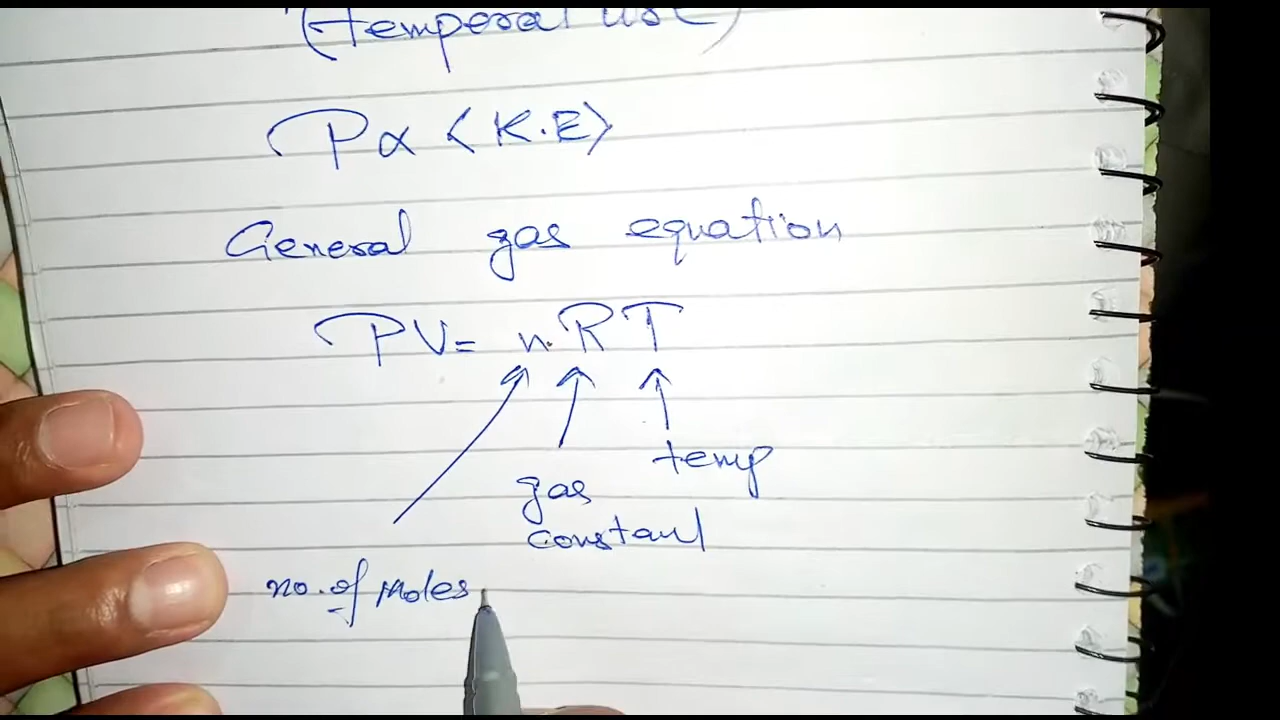 P α < K.E >
General gas equation
PV = nRT
temp
gas
constant
no. of Moles